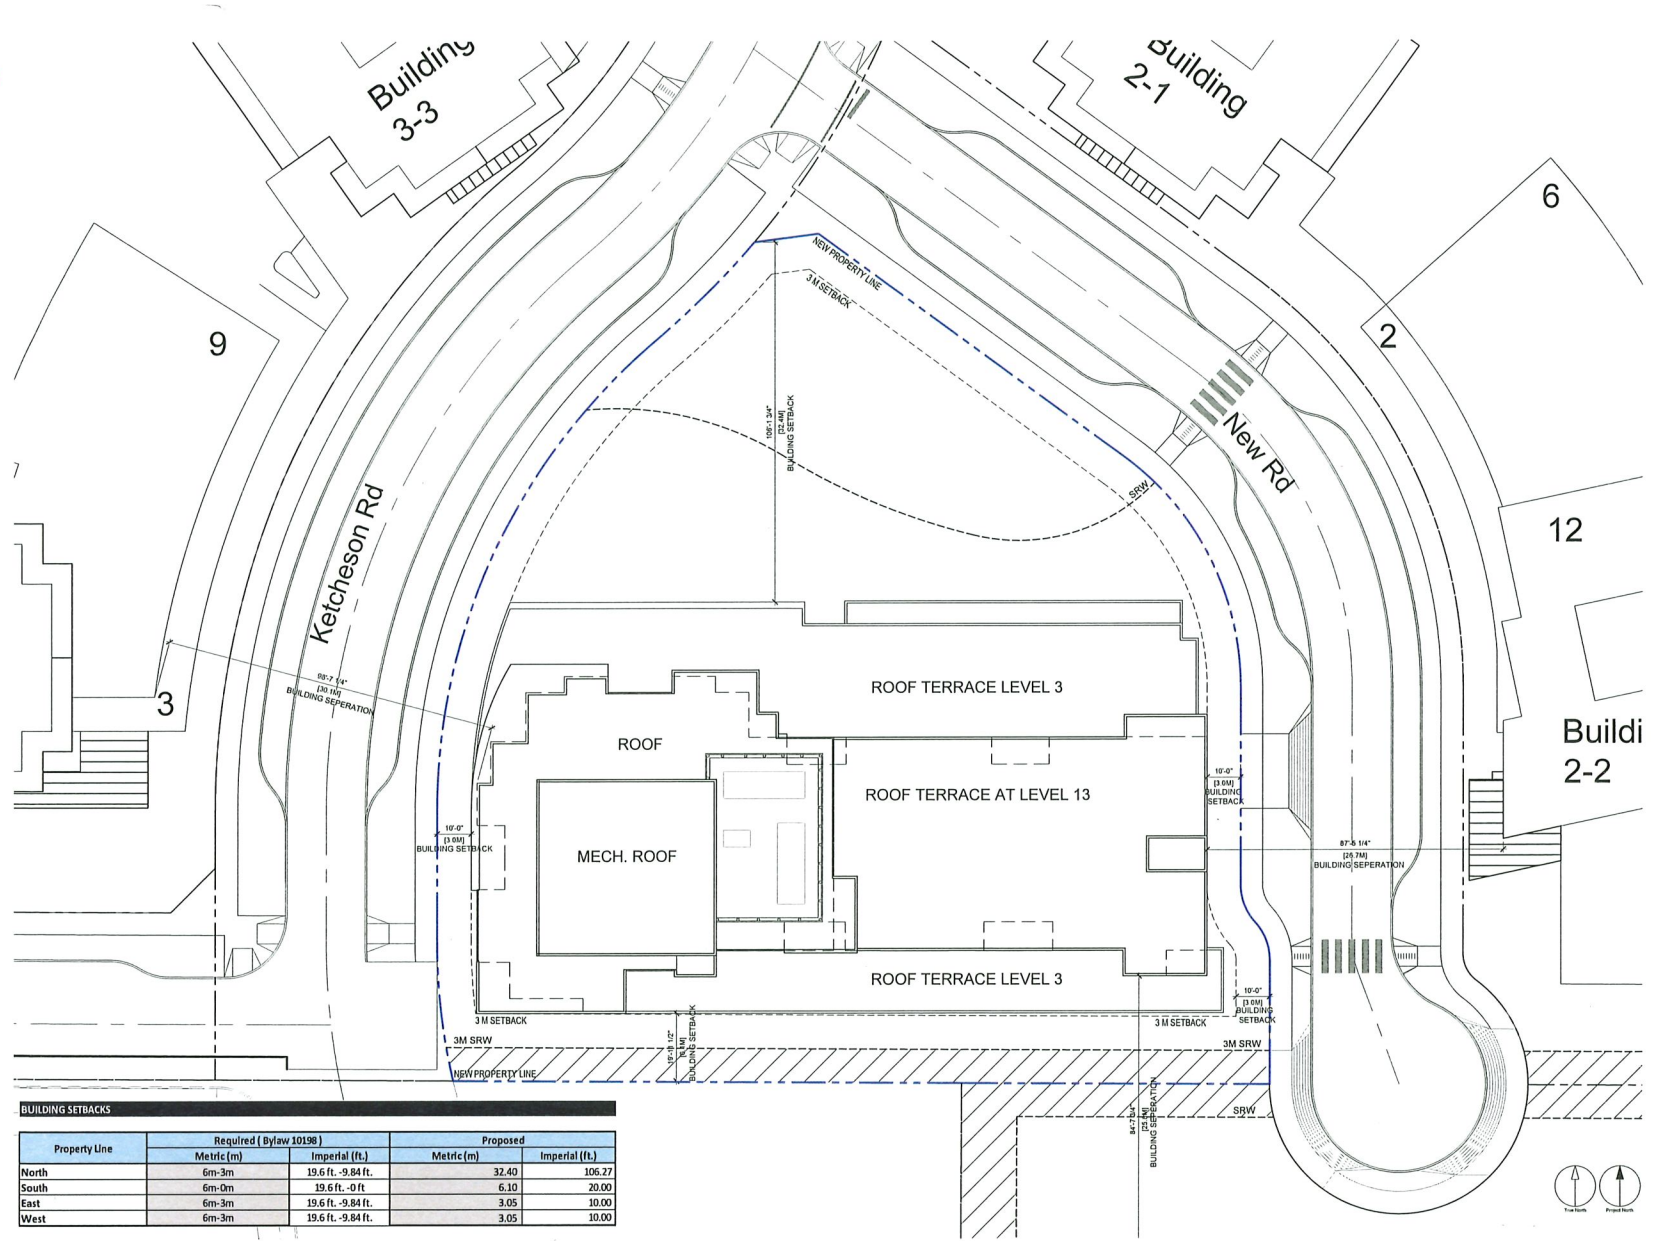 Building
3-3
Building
2-1
6
9
2
NEW PROPERTY LINE
3 M SETBACK
106'-1 3/4"
[32.4M]
BUILDING SETBACK
New Rd
SRW
Ketcheson Rd
12
98'-7 1/4"
[30.1M]
BUILDING SEPERATION
3
ROOF TERRACE LEVEL 3
ROOF
Buildi
2-2
10'-0"
[3.0M]
BUILDING
SETBACK
ROOF TERRACE AT LEVEL 13
10'-0"
[3.0M]
BUILDING SETBACK
MECH. ROOF
[26.7M]
BUILDING SEPERATION
ROOF TERRACE LEVEL 3
10'-0"
[3.0M]
BUILDING
SETBACK
3 M SETBACK
3 M SETBACK
3M SRW
3M SRW
BUILDING SETBACK
NEW PROPERTY LINE
SRW
BUILDING SEPERATION
BUILDING SETBACKS
Property Line Required ( Bylaw 10198 ) Proposed
Metric (m) Imperial (ft.) Metric (m) Imperial (ft.)
North 6m-3m 19.6 ft. -9.84 ft. 32.40 106.27
South 6m-0m 19.6 ft. -0 ft 6.10 20.00
East 6m-3m 19.6 ft. -9.84 ft. 3.05 10.00
West 6m-3m 19.6 ft. -9.84 ft. 3.05 10.00
True North Project North